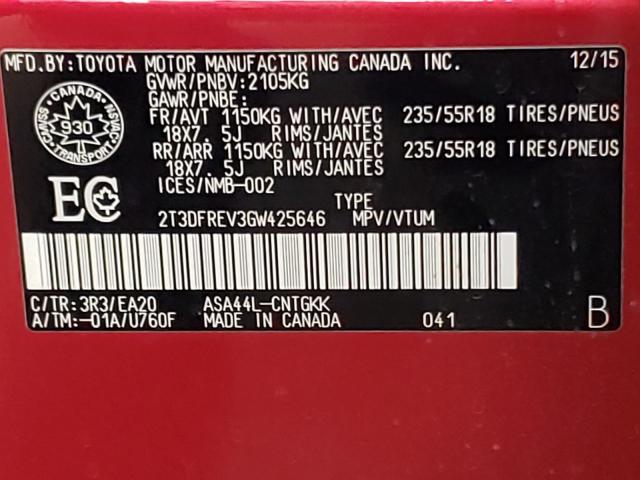 MFD.BY:TOYOTA MOTOR MANUFACTURING CANADA INC. 12/15
GVWR/PNBV:2105KG
GAWR/PNBE:
FR/AVT 1150KG WITH/AVEC 235/55R18 TIRES/PNEUS
18X7. 5J RIMS/JANTES
RR/ARR 1150KG WITH/AVEC 235/55R18 TIRES/PNEUS
18X7. 5J RIMS/JANTES
ICES/NMB-002
CANADA
CMVSS NSVAC
930
TRANSPORT
EC
TYPE
2T3DFREV3GW425646 MPV/VTUM
C/TR:3R3/EA20 ASA44L-CNTGKK
A/TM:-01A/U760F MADE IN CANADA 041 B